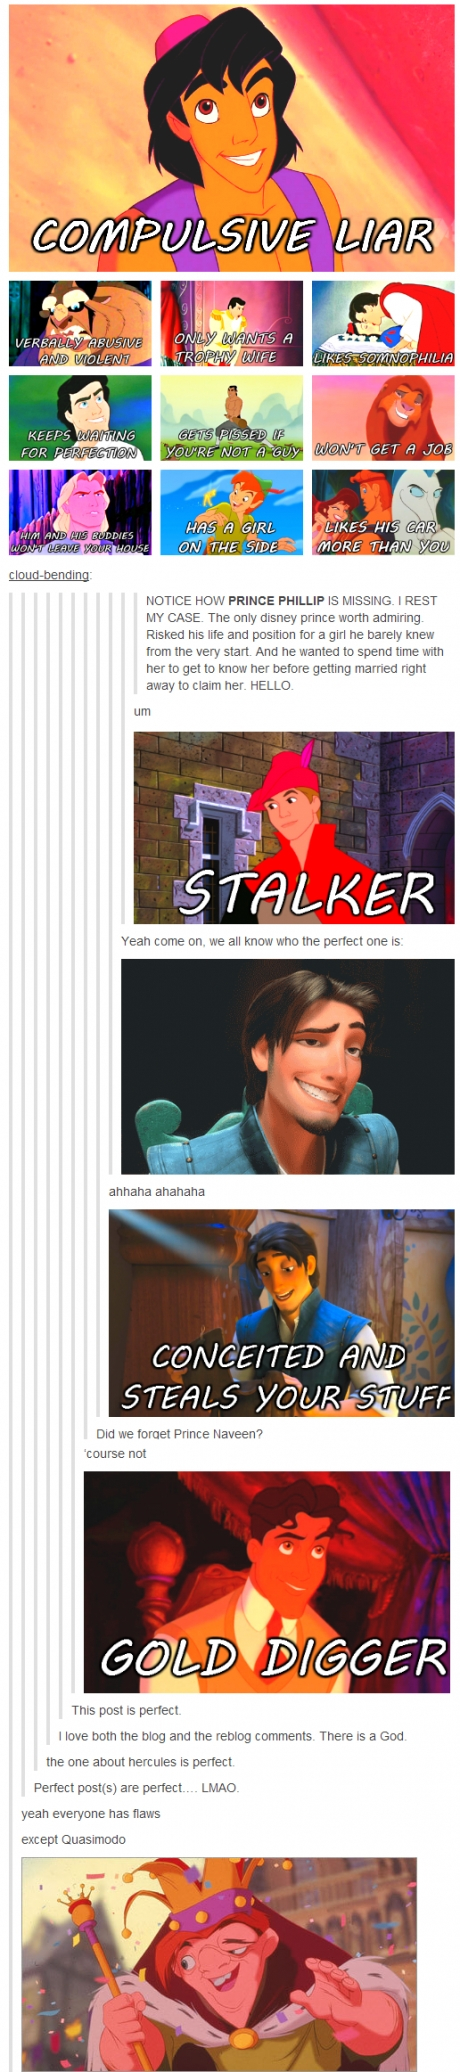 COMPULSIVE LIAR
VERBALLY ABUSIVE
AND VIOLENT
ONLY WANTS A
TROPHY WIFE
LIKES SOMNOPHILIA
KEEPS WAITING
FOR PERFECTION
GETS PISSED IF
YOU'RE NOT A GUY
WON'T GET A JOB
HIM AND HIS BUDDIES
WON'T LEAVE YOUR HOUSE
HAS A GIRL
ON THE SIDE
LIKES HIS CAR
MORE THAN YOU
cloud-bending:
NOTICE HOW PRINCE PHILLIP IS MISSING. I REST
MY CASE. The only disney prince worth admiring.
Risked his life and position for a girl he barely knew
from the very start. And he wanted to spend time with
her to get to know her before getting married right
away to claim her. HELLO.
um
STALKER
Yeah come on, we all know who the perfect one is:
ahhaha ahahaha
CONCEITED AND
STEALS YOUR STUFF
Did we forget Prince Naveen?
'course not
GOLD DIGGER
This post is perfect.
I love both the blog and the reblog comments. There is a God.
the one about hercules is perfect.
Perfect post(s) are perfect.... LMAO.
yeah everyone has flaws
except Quasimodo